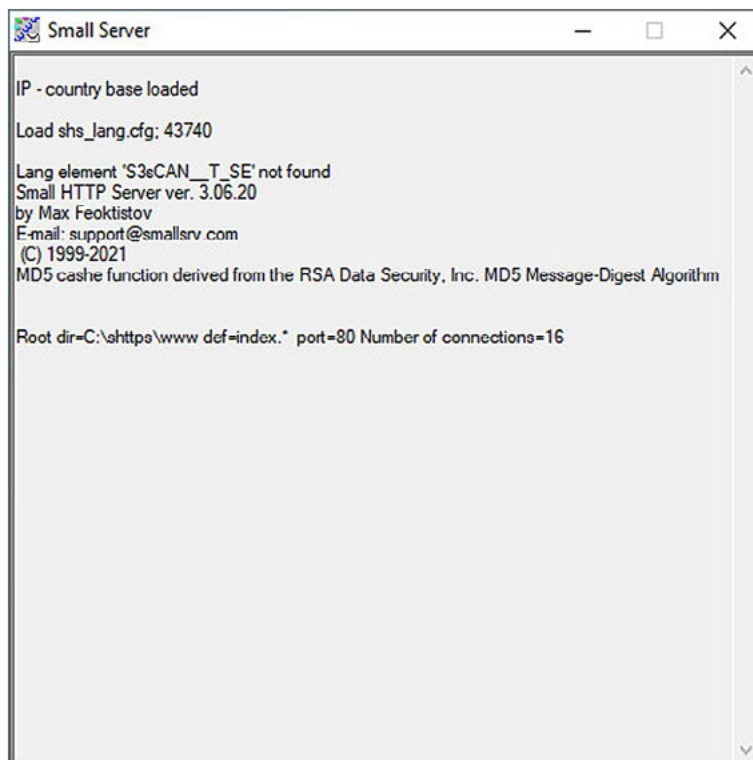 Small Server
IP - country base loaded
Load shs_lang.cfg; 43740
Lang element 'S3sCAN__T_SE' not found
Small HTTP Server ver. 3.06.20
by Max Feoktistov
E-mail: support@smallsrv.com
(C) 1999-2021
MD5 cashe function derived from the RSA Data Security, Inc. MD5 Message-Digest Algorithm
Root dir=C:\shttps\www def=index.* port=80 Number of connections=16